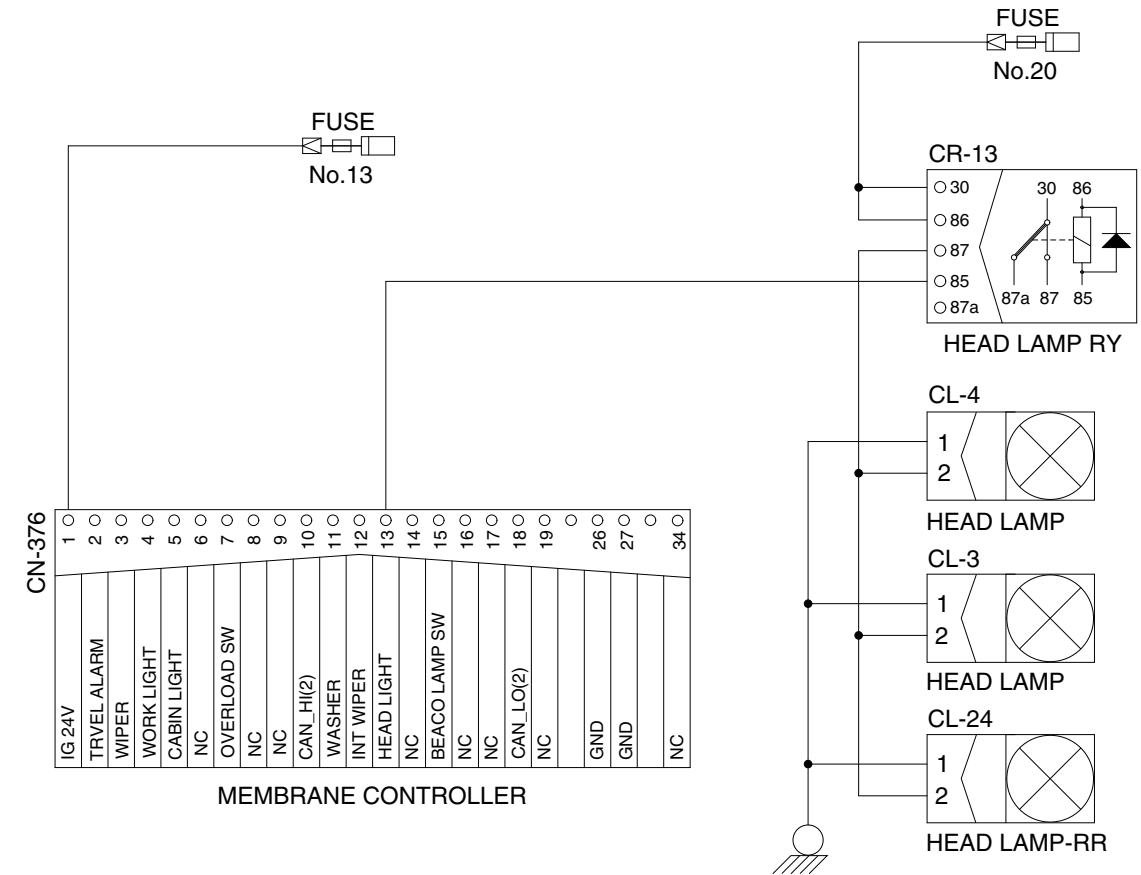 FUSE
No.20
FUSE
No.13
CR-13
30
86
87
85
87a
30 86
87a 87 85
HEAD LAMP RY
CL-4
1
2
HEAD LAMP
CL-3
1
2
HEAD LAMP
CL-24
1
2
HEAD LAMP-RR
CN-376
1 2 3 4 5 6 7 8 9 10 11 12 13 14 15 16 17 18 19 26 27 34
IG 24V
TRVEL ALARM
WIPER
WORK LIGHT
CABIN LIGHT
NC
OVERLOAD SW
NC
NC
CAN_HI(2)
WASHER
INT WIPER
HEAD LIGHT
NC
BEACO LAMP SW
NC
NC
CAN_LO(2)
NC
GND
GND
NC
MEMBRANE CONTROLLER